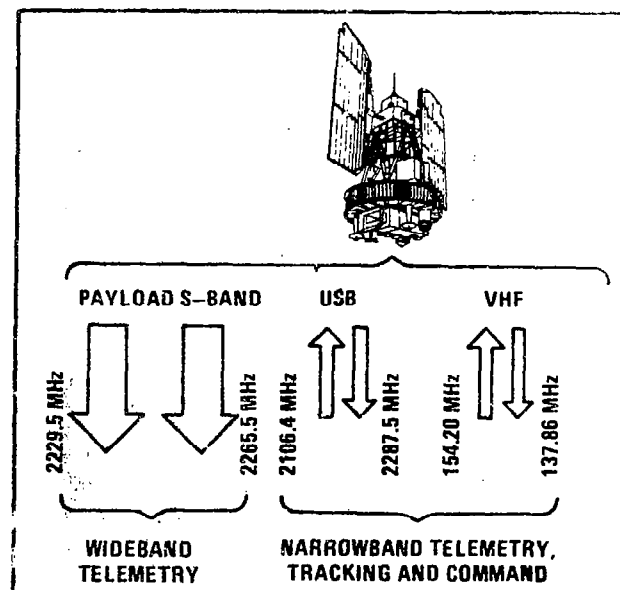 PAYLOAD S-BAND USB VHF
2229.5 MHz
2265.5 MHz
2106.4 MHz
2287.5 MHz
154.20 MHz
137.86 MHz
WIDEBAND
TELEMETRY
NARROWBAND TELEMETRY,
TRACKING AND COMMAND